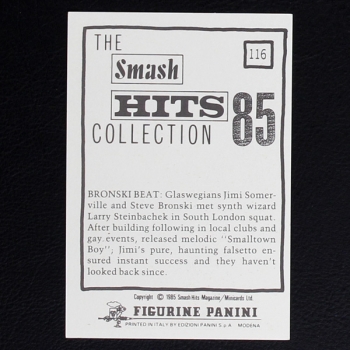 THE
116
Smash
HITS 85
COLLECTION
BRONSKI BEAT: Glaswegians Jimi Somer-
ville and Steve Bronski met synth wizard
Larry Steinbachek in South London squat.
After building following in local clubs and
gay events, released melodic "Smalltown
Boy"; Jimi's pure, haunting falsetto en-
sured instant success and they haven't
looked back since.
Copyright © 1985 Smash Hits Magazine/Minicards Ltd.
FIGURINE PANINI
PRINTED IN ITALY BY EDIZIONI PANINI S.p.A. MODENA